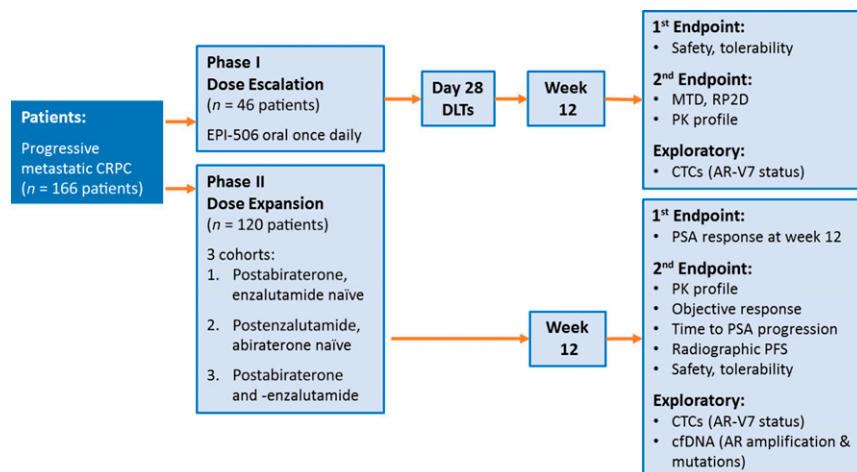 Patients:
Progressive
metastatic CRPC
(n = 166 patients)
Phase I
Dose Escalation
(n = 46 patients)
EPI-506 oral once daily
Day 28
DLTs
Week
12
1st Endpoint:
• Safety, tolerability
2nd Endpoint:
• MTD, RP2D
• PK profile
Exploratory:
• CTCs (AR-V7 status)
Phase II
Dose Expansion
(n = 120 patients)
3 cohorts:
1. Postabiraterone,
enzalutamide naïve
2. Postenzalutamide,
abiraterone naïve
3. Postabiraterone
and -enzalutamide
Week
12
1st Endpoint:
• PSA response at week 12
2nd Endpoint:
• PK profile
• Objective response
• Time to PSA progression
• Radiographic PFS
• Safety, tolerability
Exploratory:
• CTCs (AR-V7 status)
• cfDNA (AR amplification &
mutations)